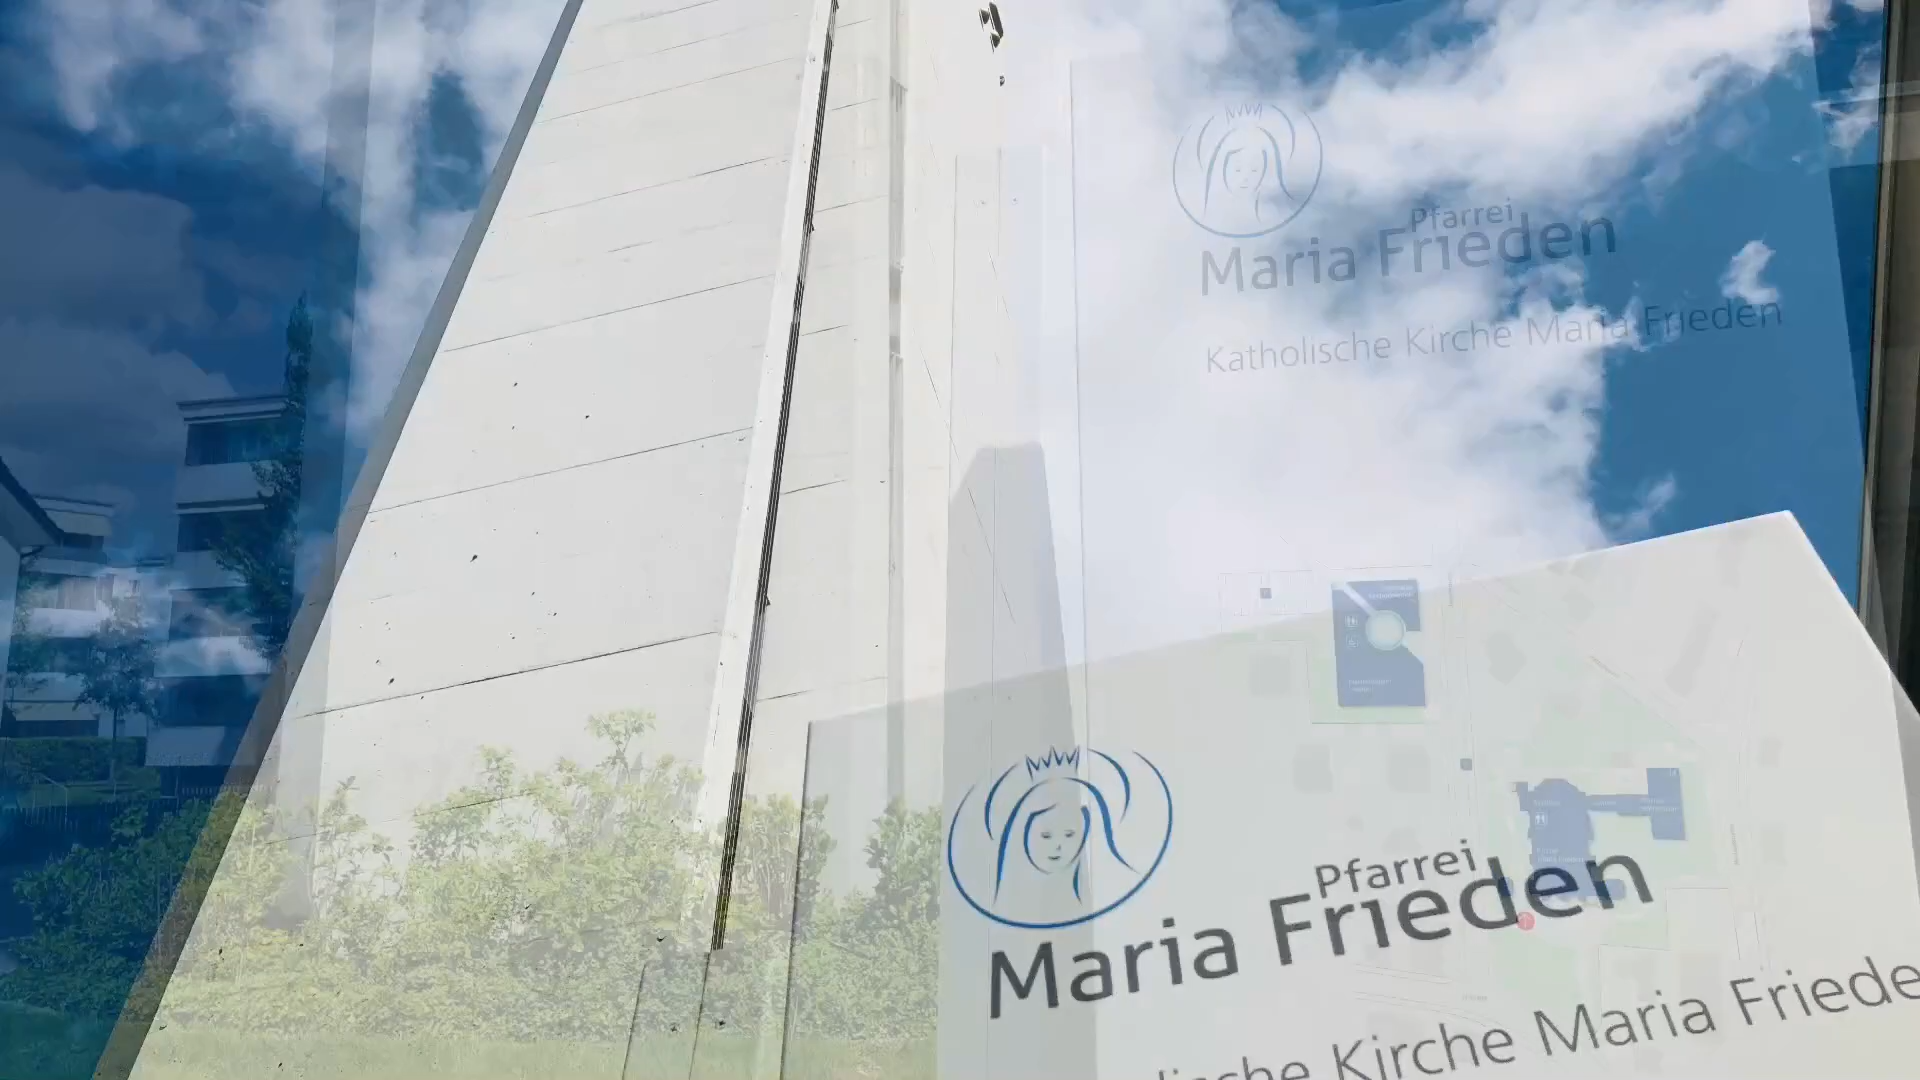 Pfarrei
Maria Frieden
Katholische Kirche Maria Frieden
Pfarrei
Maria Frieden
Kirche Maria Friede